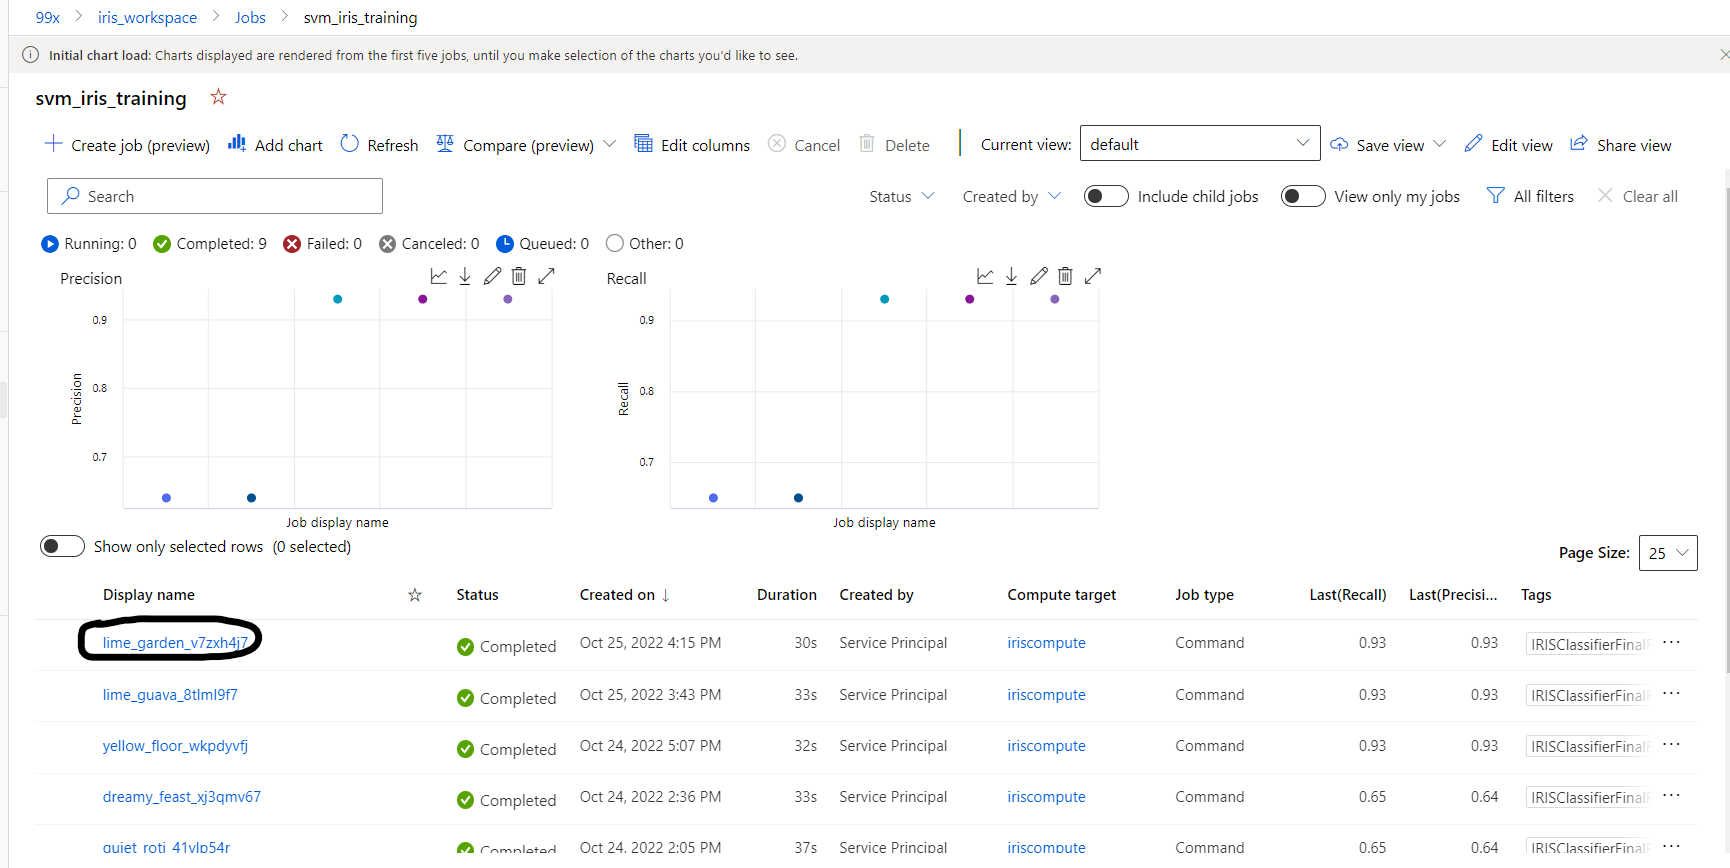 99x > iris_workspace > Jobs > svm_iris_training
Initial chart load: Charts displayed are rendered from the first five jobs, until you make selection of the charts you'd like to see.
svm_iris_training
Create job (preview) Add chart Refresh Compare (preview) Edit columns Cancel Delete Current view: default Save view Edit view Share view
Search Status Created by Include child jobs View only my jobs All filters Clear all
Running: 0 Completed: 9 Failed: 0 Canceled: 0 Queued: 0 Other: 0
Precision
0.9
0.8
0.7
Precision
Job display name
Recall
0.9
0.8
0.7
Recall
Job display name
Show only selected rows (0 selected) Page Size: 25
Display name Status Created on ↓ Duration Created by Compute target Job type Last(Recall) Last(Precisi... Tags
lime_garden_v7zxh4j7 Completed Oct 25, 2022 4:15 PM 30s Service Principal iriscompute Command 0.93 0.93 IRISClassifierFinal ...
lime_guava_8tlml9f7 Completed Oct 25, 2022 3:43 PM 33s Service Principal iriscompute Command 0.93 0.93 IRISClassifierFinal ...
yellow_floor_wkpdyvfj Completed Oct 24, 2022 5:07 PM 32s Service Principal iriscompute Command 0.93 0.93 IRISClassifierFinal ...
dreamy_feast_xj3qmv67 Completed Oct 24, 2022 2:36 PM 33s Service Principal iriscompute Command 0.65 0.64 IRISClassifierFinal ...
quiet_roti_41vlp54r Completed Oct 24, 2022 2:05 PM 37s Service Principal iriscompute Command 0.65 0.64 IRISClassifierFinal ...